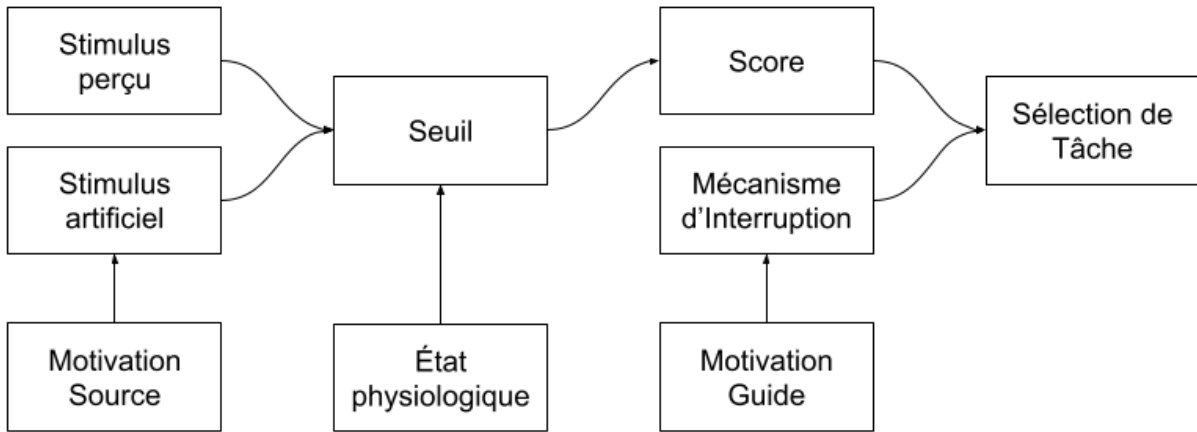 Stimulus
perçu
Stimulus
artificiel
Motivation
Source
Seuil
État
physiologique
Score
Mécanisme
d’Interruption
Motivation
Guide
Sélection de
Tâche